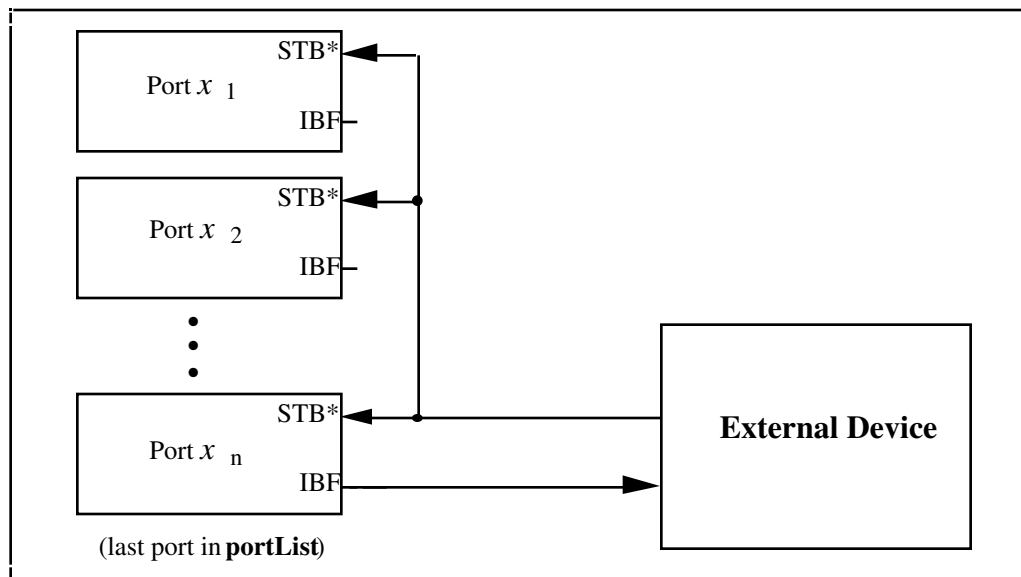 STB*
Port x 1
IBF
STB*
Port x 2
IBF
STB*
Port x n
IBF
External Device
(last port in portList)